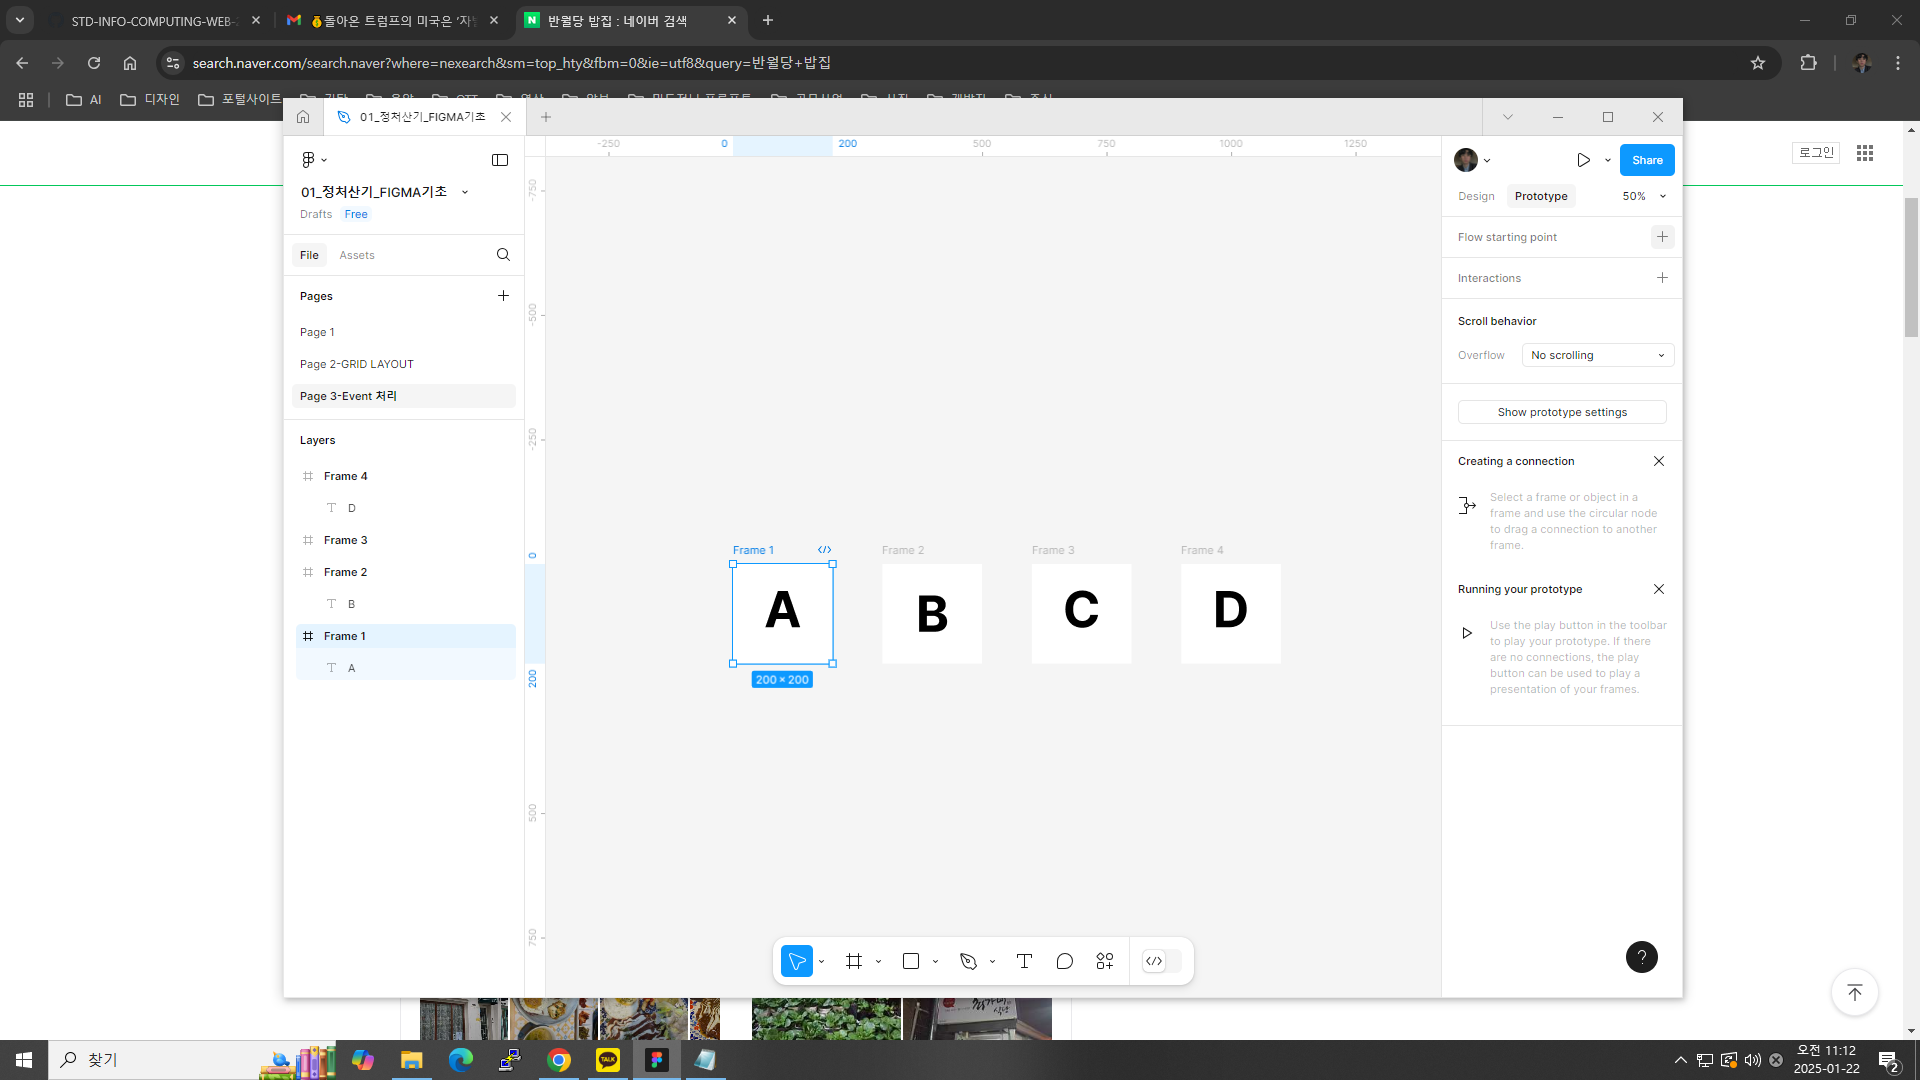 STD-INFO-COMPUTING-WEB-
돌아온 트럼프의 미국은 '자
반월당 밥집 : 네이버 검색
search.naver.com/search.naver?where=nexearch&sm=top_hty&fbm=0&ie=utf8&query=반월당+밥집
AI
디자인
포털사이트
01_정처산기_FIGMA기초
로그인
01_정처산기_FIGMA기초
Drafts
Free
File
Assets
Pages
Page 1
Page 2-GRID LAYOUT
Page 3-Event 처리
Layers
Frame 4
D
Frame 3
Frame 2
B
Frame 1
A
-250
0
200
500
750
1000
1250
-750
-500
-250
0
200
500
750
Frame 1
Frame 2
Frame 3
Frame 4
A
B
C
D
200 × 200
Share
Design
Prototype
50%
Flow starting point
Interactions
Scroll behavior
Overflow
No scrolling
Show prototype settings
Creating a connection
Select a frame or object in a
frame and use the circular node
to drag a connection to another
frame.
Running your prototype
Use the play button in the toolbar
to play your prototype. If there
are no connections, the play
button can be used to play a
presentation of your frames.
?
찾기
TALK
오전 11:12
2025-01-22
2